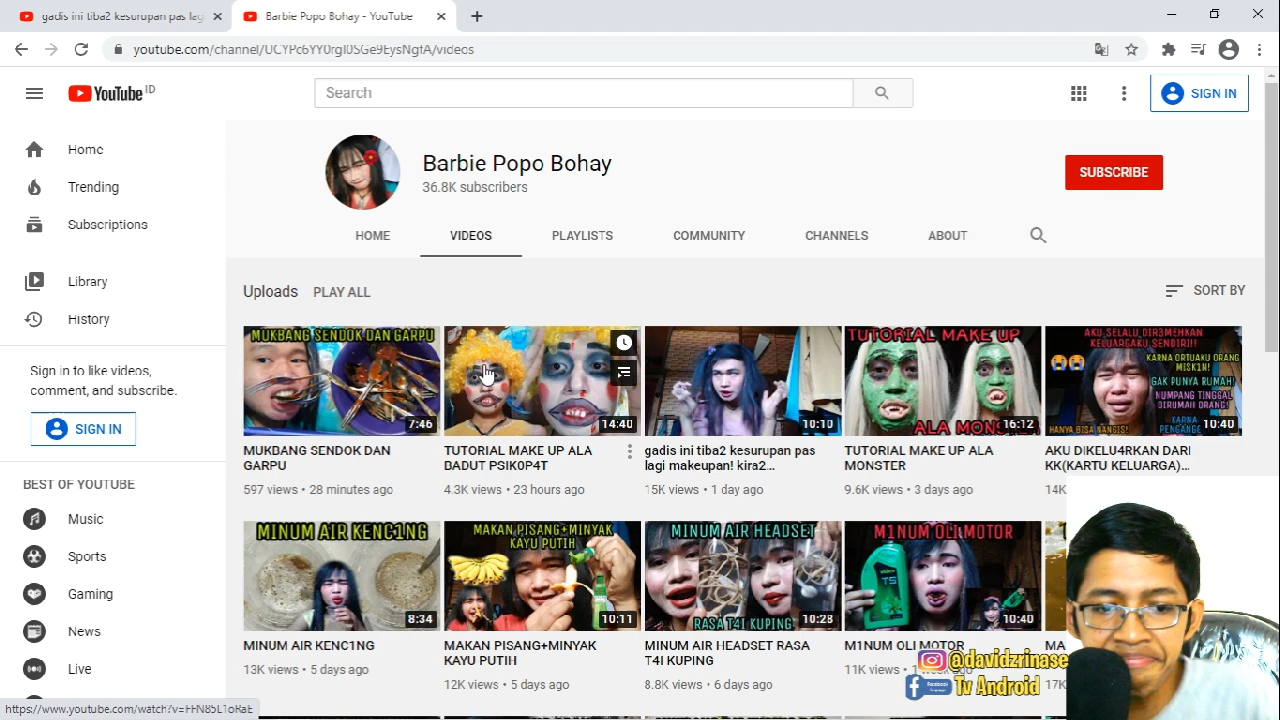 gadis ini tiba2 kesurupan pas lag
Barbie Popo Bohay - YouTube
youtube.com/channel/UCYPc6YY0rgI0SGe9EysNgfA/videos
YouTube ID
Search
SIGN IN
Home
Trending
Subscriptions
Library
History
Sign in to like videos,
comment, and subscribe.
SIGN IN
BEST OF YOUTUBE
Music
Sports
Gaming
News
Live
Barbie Popo Bohay
36.8K subscribers
SUBSCRIBE
HOME
VIDEOS
PLAYLISTS
COMMUNITY
CHANNELS
ABOUT
Uploads
PLAY ALL
SORT BY
MUKBANG SENDOK DAN GARPU
7:46
MUKBANG SENDOK DAN
GARPU
597 views • 28 minutes ago
14:40
TUTORIAL MAKE UP ALA
BADUT PSIK0P4T
4.3K views • 23 hours ago
10:10
gadis ini tiba2 kesurupan pas
lagi makeupan! kira2...
15K views • 1 day ago
TUTORIAL MAKE UP
ALA MONSTER
16:12
TUTORIAL MAKE UP ALA
MONSTER
9.6K views • 3 days ago
AKU SELALU DIR3MEHKAN
KELUARGAKU SENDIRI!!
KARNA ORTUAKU ORANG
MISK1N!
GAK PUNYA RUMAH!
NUMPANG TINGGAL
DIRUMAH ORANG!
KARNA
PENGANGG
HANYA BISA NANGIS!
10:40
AKU DIKELU4RKAN DARI
KK(KARTU KELUARGA)...
14K
MINUM AIR KENC1NG
8:34
MINUM AIR KENC1NG
13K views • 5 days ago
MAKAN PISANG+MINYAK
KAYU PUTIH
10:11
MAKAN PISANG+MINYAK
KAYU PUTIH
12K views • 5 days ago
MINUM AIR HEADSET
RASA T4I KUPING
10:28
MINUM AIR HEADSET RASA
T4I KUPING
8.8K views • 6 days ago
M1NUM OLI MOTOR
10:40
M1NUM OLI MOTOR
11K views • 1 week ago
MA
17K
@davidzrinase
Facebook
Tv Android